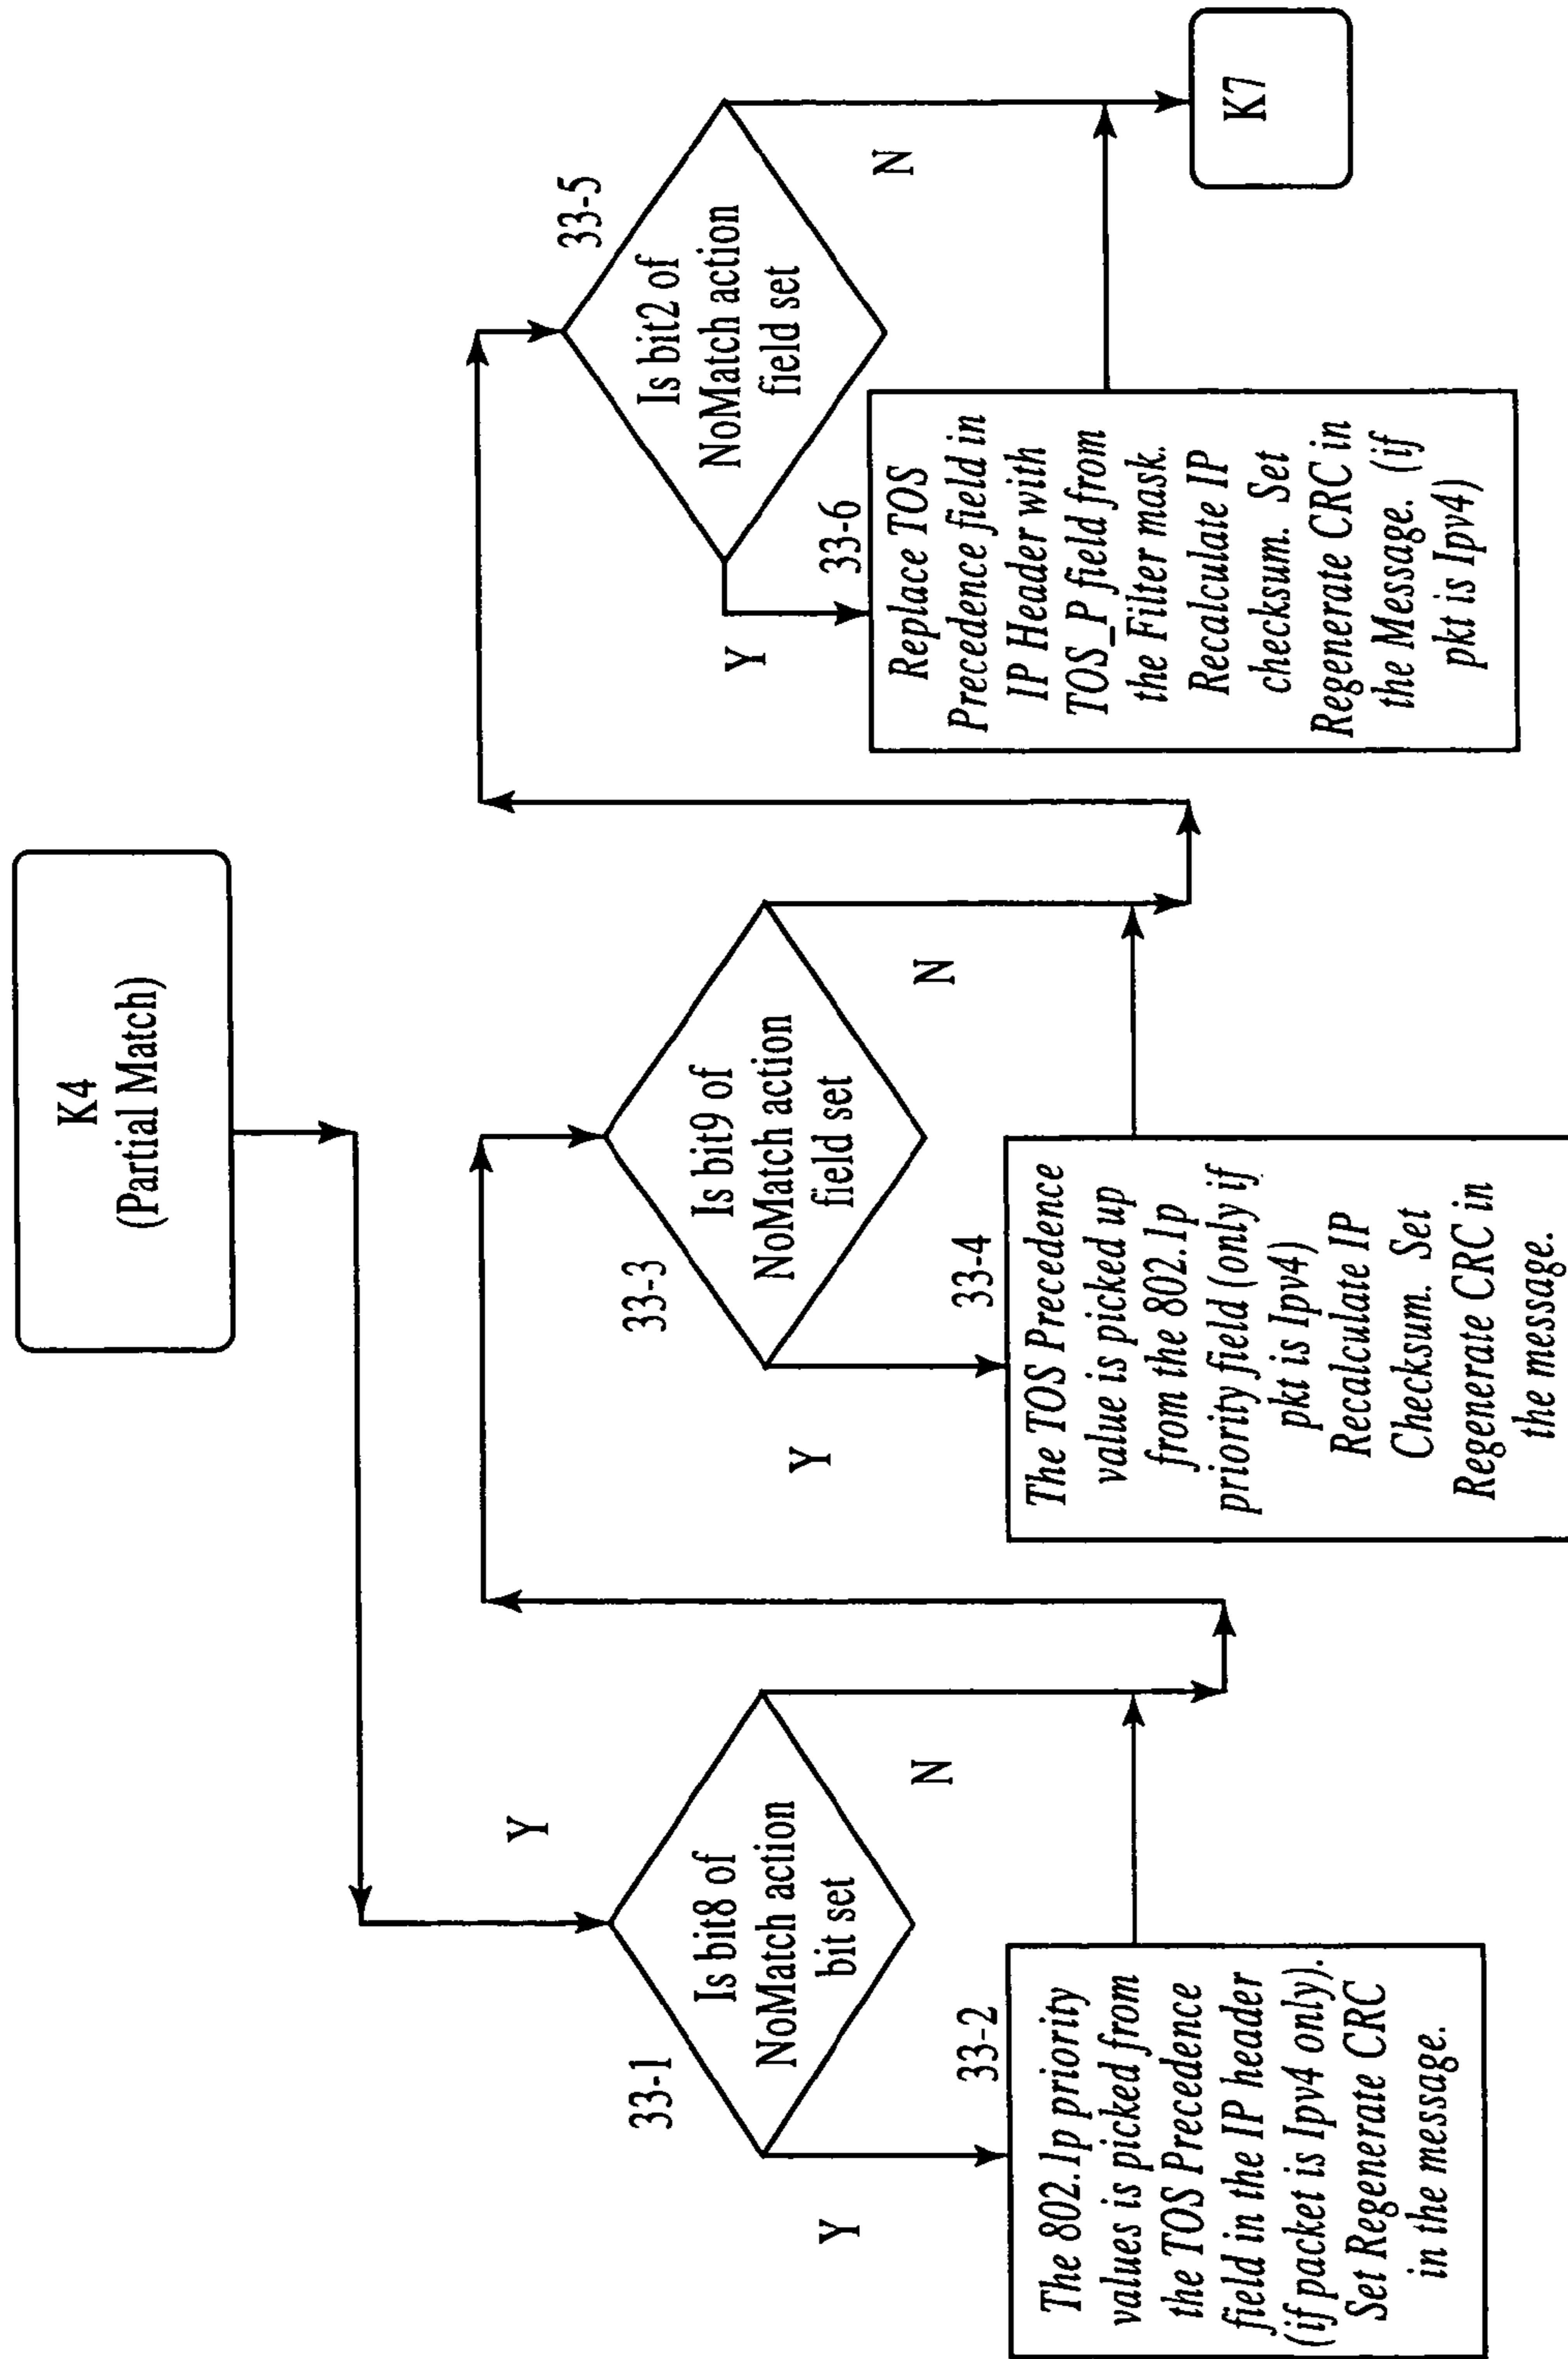 K4
(Partial Match)
Y
33-1
Is bit8 of
NoMatch action
bit set
Y
N
33-2
The 802.1p priority
values is picked from
the TOS Precedence
field in the IP header
(if packet is Ipv4 only).
Set Regenerate CRC
in the message.
33-3
Is bit9 of
NoMatch action
field set
Y
N
33-4
The TOS Precedence
value is picked up
from the 802.1p
priority field (only if
pkt is Ipv4)
Recalculate IP
Checksum. Set
Regenerate CRC in
the message.
33-5
Is bit2 of
NoMatch action
field set
Y
N
33-6
Replace TOS
Precedence field in
IP Header with
TOS_P field from
the Filter mask.
Recalculate IP
checksum. Set
Regenerate CRC in
the Message. (if
pkt is Ipv4)
K7